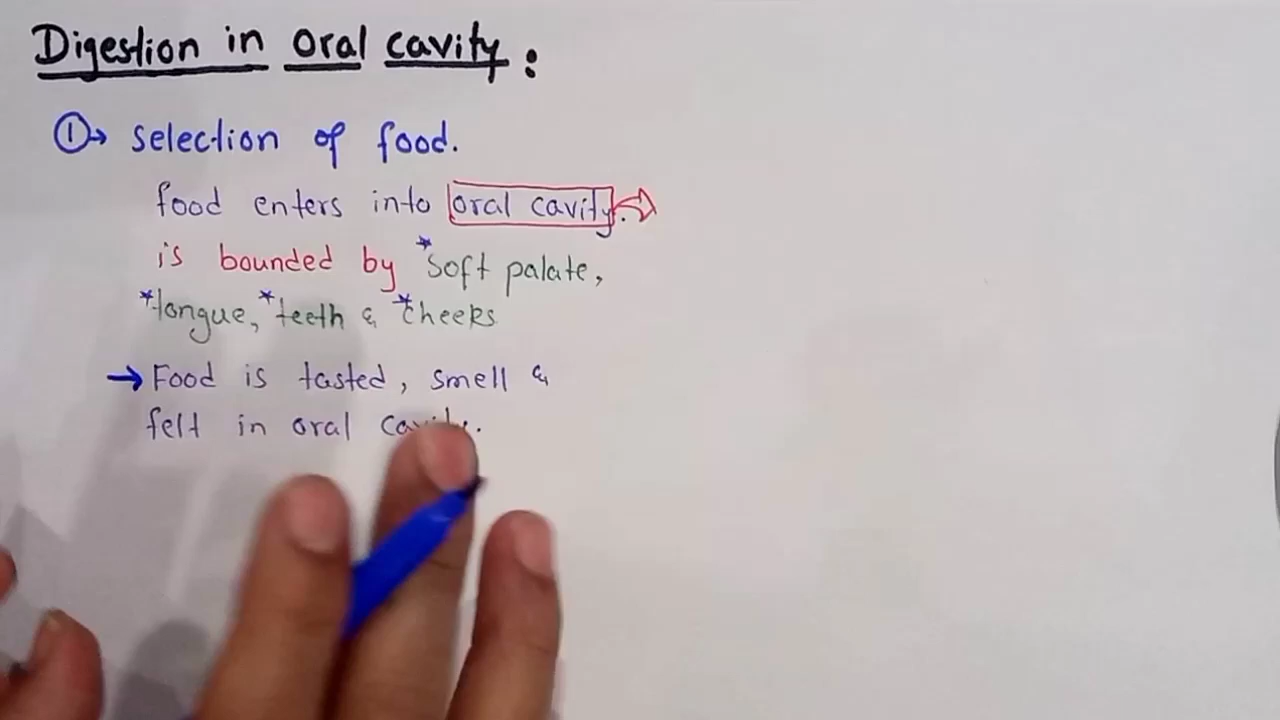 Digestion in oral cavity :
① → selection of food.
food enters into oral cavity.
is bounded by *soft palate,
*tongue, *teeth & *cheeks
→ Food is tasted, smell &
felt in oral